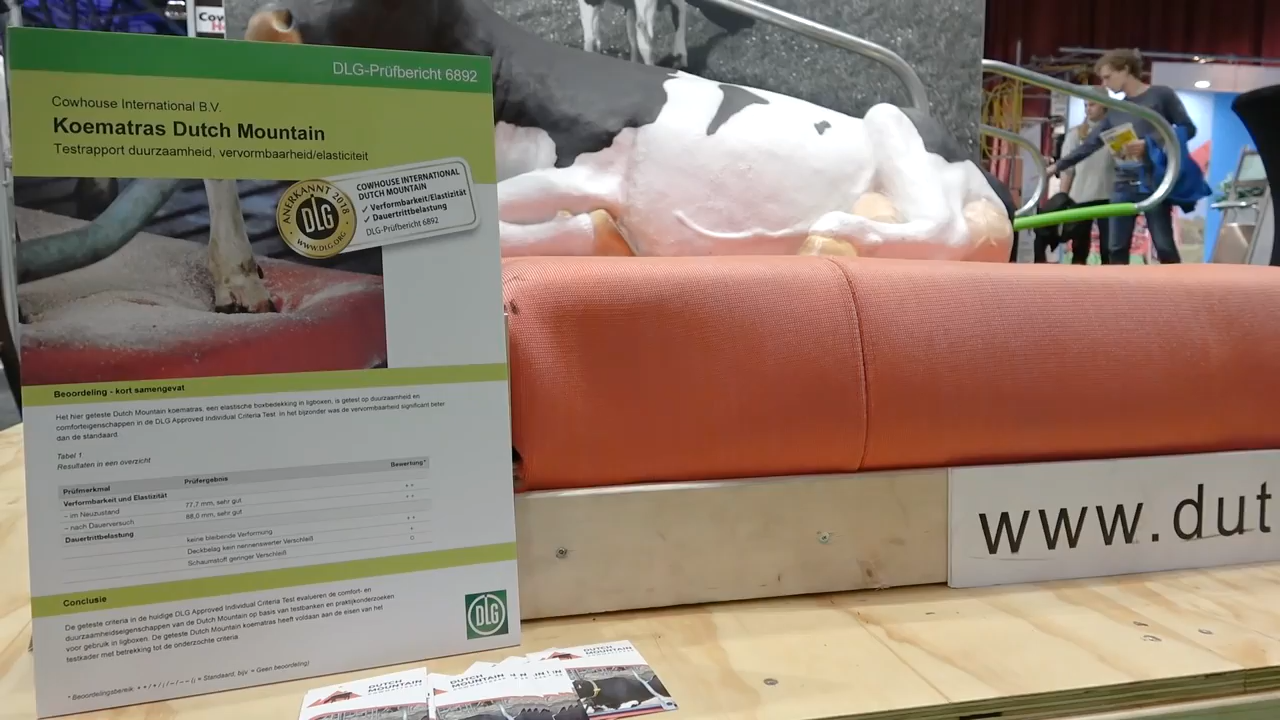 DLG-Prüfbericht 6892
Cowhouse International B.V.
Koematras Dutch Mountain
Testrapport duurzaamheid, vervormbaarheid/elasticiteit
ANERKANNT 2018
DLG
WWW.DLG.ORG
COWHOUSE INTERNATIONAL
DUTCH MOUNTAIN
✓ Verformbarkeit/Elastizität
✓ Dauertrittbelastung
DLG-Prüfbericht 6892
Beoordeling - kort samengevat
Het hier geteste Dutch Mountain koematras, een elastische boxbedekking in ligboxen, is getest op duurzaamheid en
comforteigenschappen in de DLG Approved Individual Criteria Test. In het bijzonder was de vervormbaarheid significant beter
dan de standaard.
Tabel 1.
Resultaten in een overzicht
Prüfmerkmal Prüfergebnis Bewertung*
Verformbarkeit und Elastizität ++
– im Neuzustand 77,7 mm, sehr gut ++
– nach Dauerversuch 68,0 mm, sehr gut
Dauertrittbelastung ++
keine bleibende Verformung +
Deckbelag kein nennenswerter Verschleiß O
Schaumstoff geringer Verschleiß
Conclusie
De geteste criteria in de huidige DLG Approved Individual Criteria Test evalueren de comfort- en
duurzaamheidseigenschappen van de Dutch Mountain op basis van testbanken en praktijkonderzoeken
voor gebruik in ligboxen. De geteste Dutch Mountain koematras heeft voldaan aan de eisen van het
testkader met betrekking tot de onderzochte criteria.
DLG
www.dut
DUTCH
MOUNTAIN
DUTCH
MOUNTAIN
DUTCH
MOUNTAIN